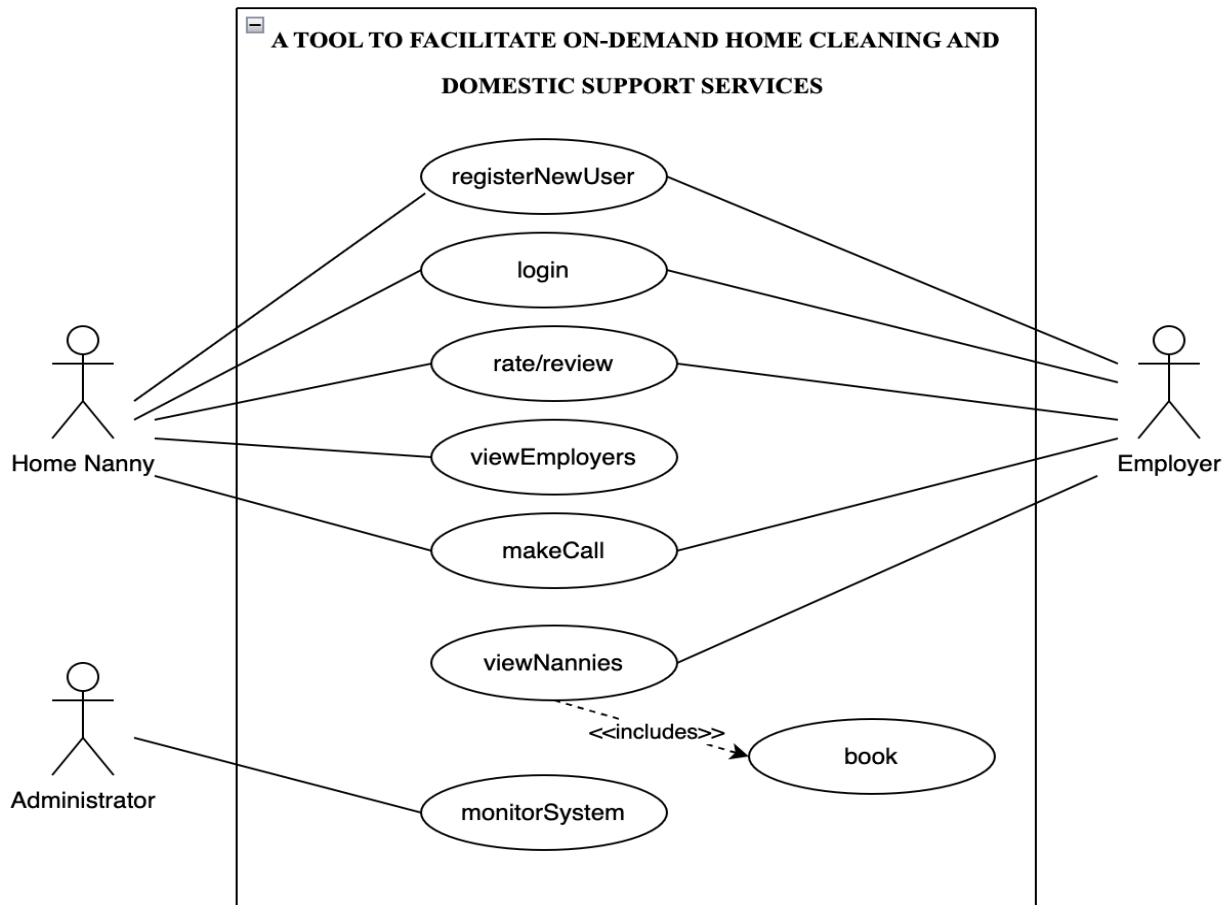 A TOOL TO FACILITATE ON-DEMAND HOME CLEANING AND
DOMESTIC SUPPORT SERVICES
registerNewUser
login
rate/review
Home Nanny
viewEmployers
Employer
makeCall
viewNannies
<<includes>>
book
Administrator
monitorSystem